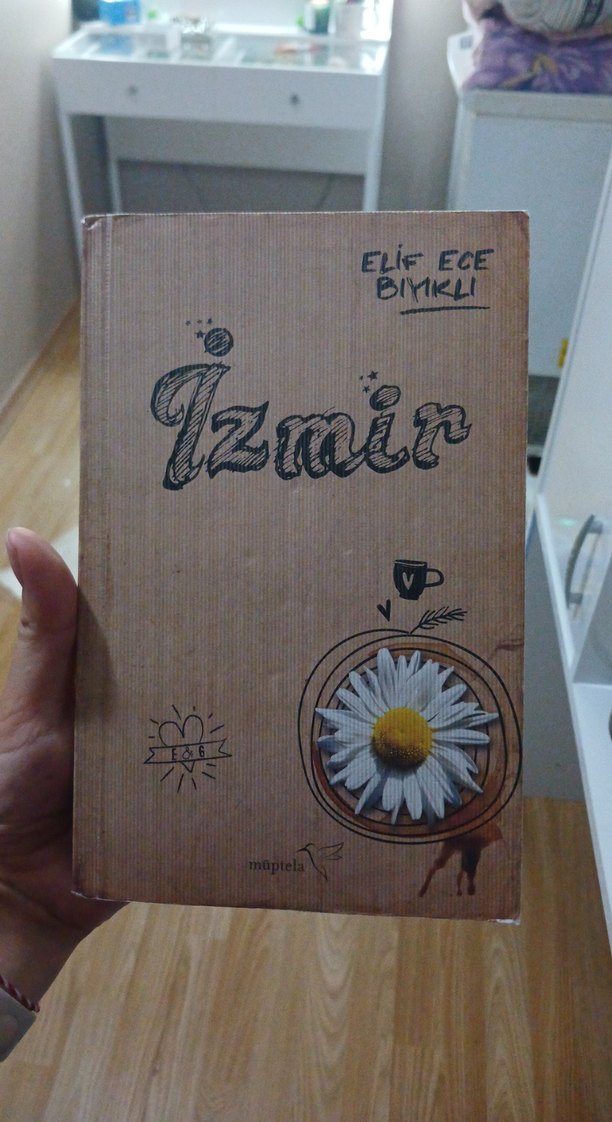 ELİF ECE
BIYIKLI
İzmir
E & G
müptela